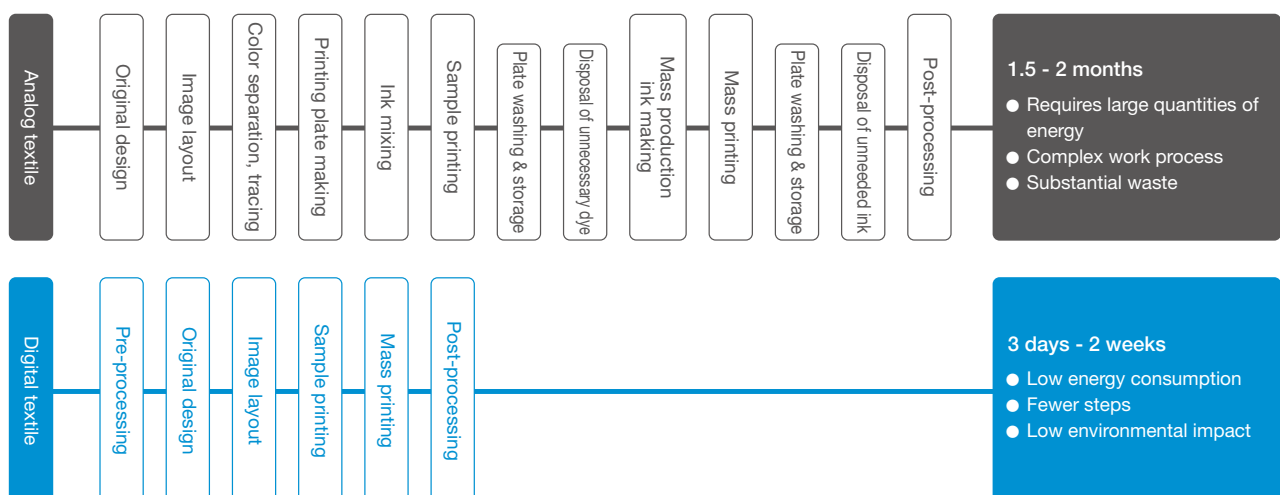 Analog textile
Original design
Image layout
Color separation, tracing
Printing plate making
Ink mixing
Sample printing
Plate washing & storage
Disposal of unnecessary dye
Mass production
ink making
Mass printing
Plate washing & storage
Disposal of unneeded ink
Post-processing
1.5 - 2 months
● Requires large quantities of
energy
● Complex work process
● Substantial waste
Digital textile
Pre-processing
Original design
Image layout
Sample printing
Mass printing
Post-processing
3 days - 2 weeks
● Low energy consumption
● Fewer steps
● Low environmental impact